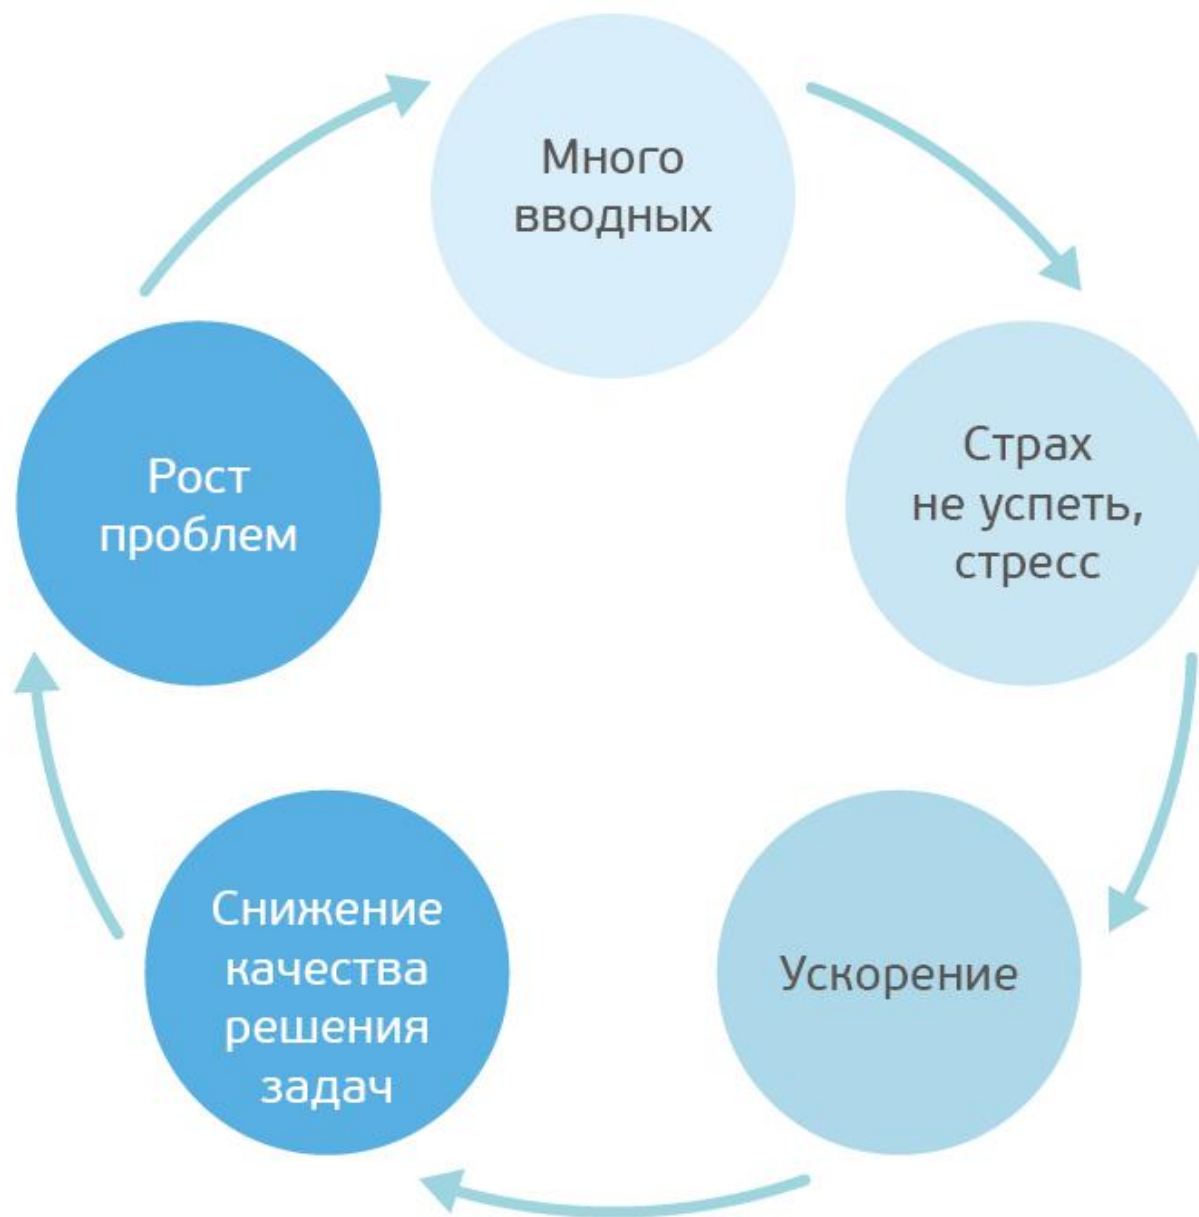 Много
вводных
Страх
не успеть,
стресс
Ускорение
Снижение
качества
решения
задач
Рост
проблем